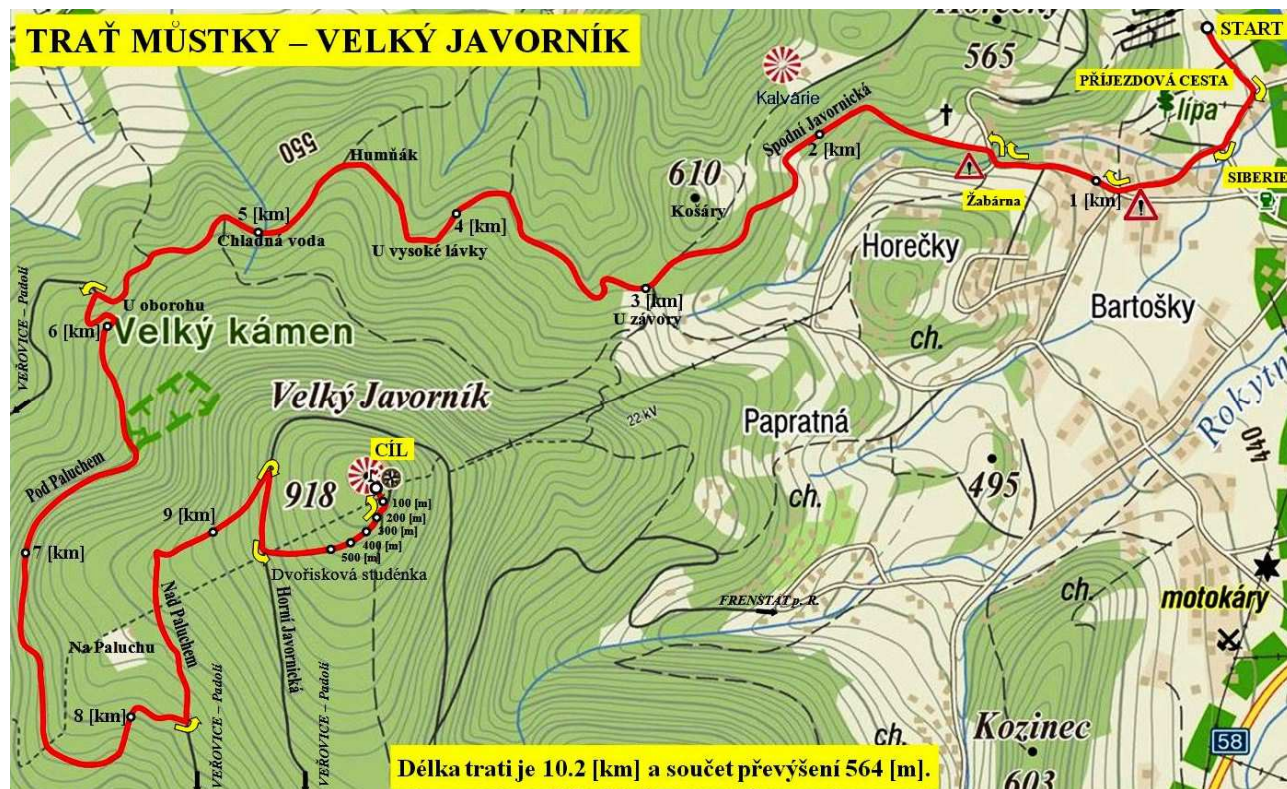 TRAŤ MŮSTKY – VELKÝ JAVORNÍK
Horečky
565
START
PŘÍJEZDOVÁ CESTA
lípa
Kalvárie
Spodní Javornická
2 [km]
SIBERIE
1 [km]
Žabárna
550
Humňák
610
Košáry
5 [km]
Chladná voda
4 [km]
U vysoké lávky
Horečky
3 [km]
U závory
Bartošky
VEŘOVICE – Padolí
U oborohu
6 [km]
Velký kámen
ch.
Rokytn
22 kV
440
Velký Javorník
Papratná
CÍL
Pod Paluchem
918
495
ch.
100 [m]
200 [m]
300 [m]
400 [m]
500 [m]
9 [km]
7 [km]
Dvořisková studénka
FRENŠTÁT p. R.
ch.
motokáry
Nad Paluchem
Horní Javornická
Na Paluchu
8 [km]
VEŘOVICE – Padolí
VEŘOVICE – Padolí
ch.
Kozinec
603
58
Délka trati je 10.2 [km] a součet převýšení 564 [m].